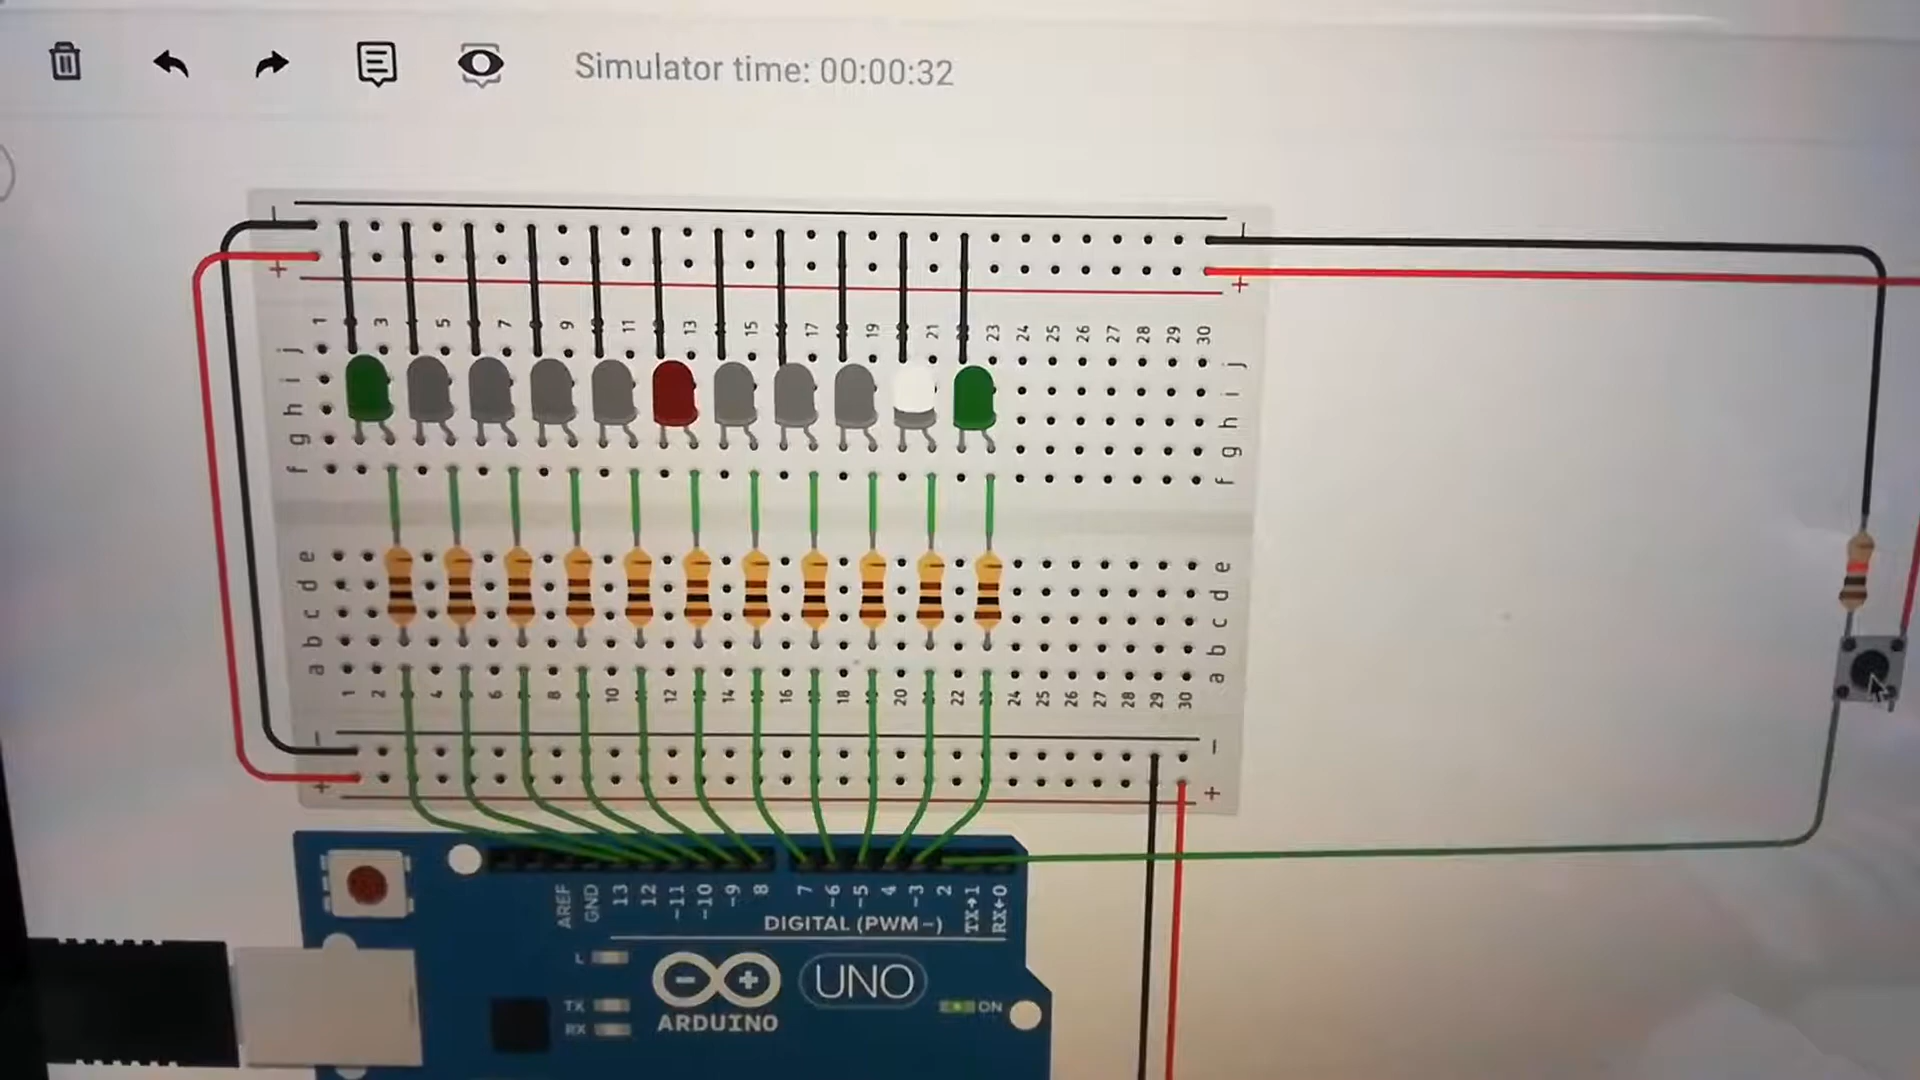 Simulator time: 00:00:32
− −
+ +
1 3 5 7 9 11 13 15 17 19 21 23 24 25 26 27 28 29 30
j j
i i
h h
g g
f f
e e
d d
c c
b b
a a
1 2 4 6 8 10 12 14 16 18 20 22 24 25 26 27 28 29 30
− −
+ +
AREF GND 13 12 ~11 ~10 ~9 8 7 ~6 ~5 4 ~3 2 TX→1 RX←0
DIGITAL (PWM~)
L
UNO
TX
ON
RX
ARDUINO